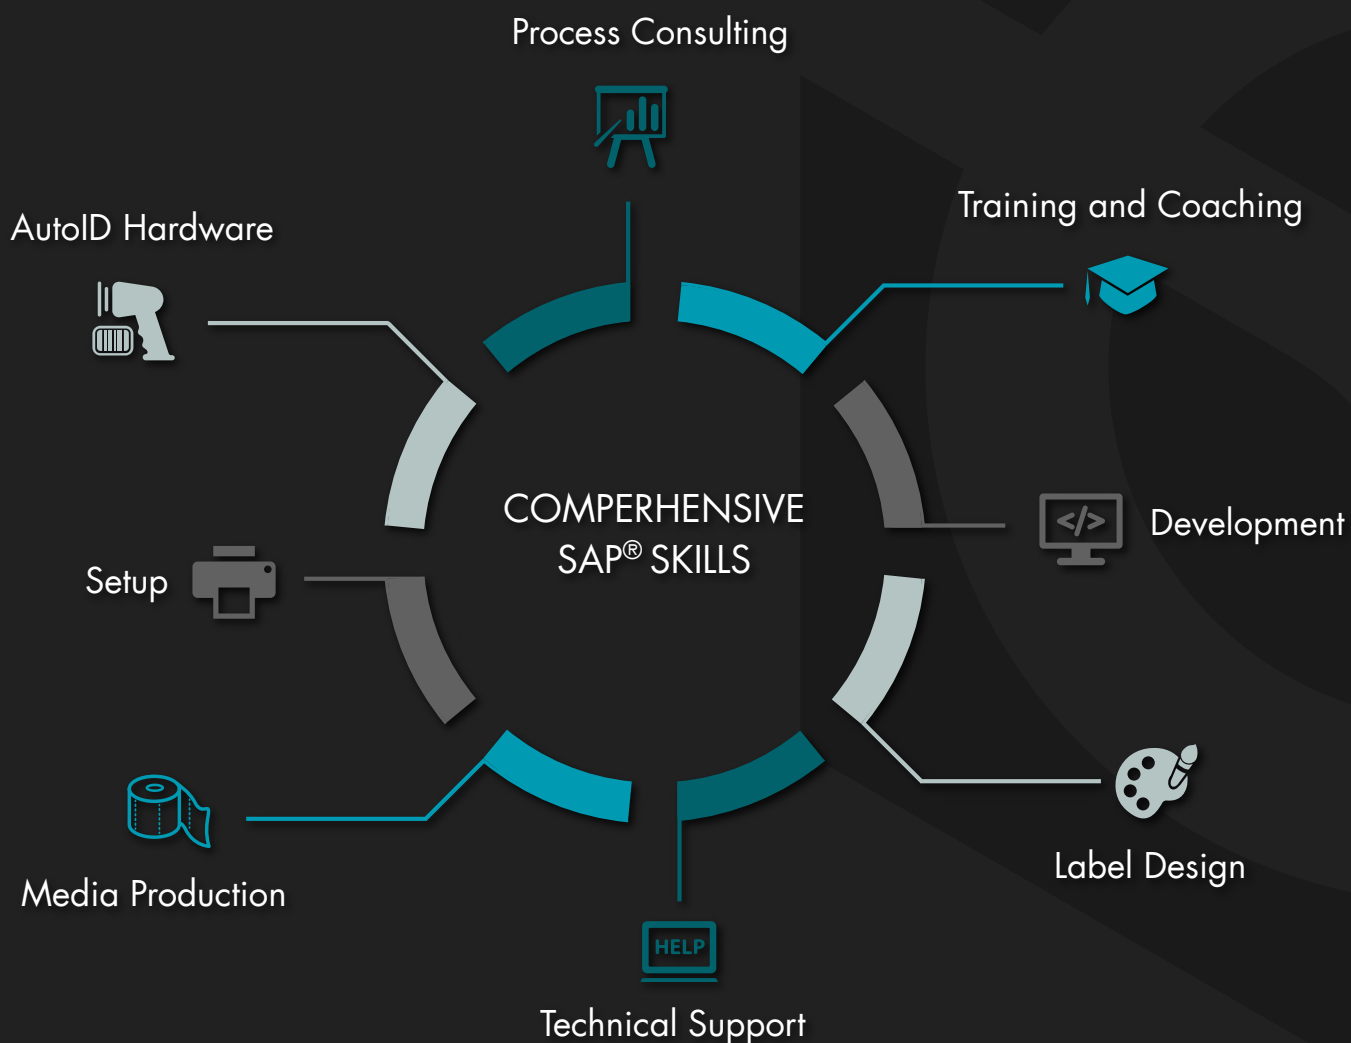 Process Consulting
Training and Coaching
AutoID Hardware
COMPERHENSIVE
SAP® SKILLS
</>
Development
Setup
Label Design
Media Production
HELP
Technical Support